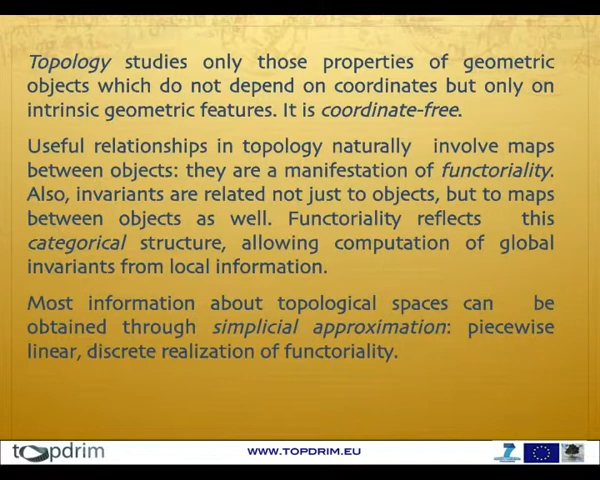 Topology studies only those properties of geometric
objects which do not depend on coordinates but only on
intrinsic geometric features. It is coordinate-free.
Useful relationships in topology naturally involve maps
between objects: they are a manifestation of functoriality.
Also, invariants are related not just to objects, but to maps
between objects as well. Functoriality reflects this
categorical structure, allowing computation of global
invariants from local information.
Most information about topological spaces can be
obtained through simplicial approximation: piecewise
linear, discrete realization of functoriality.
topdrim WWW.TOPDRIM.EU